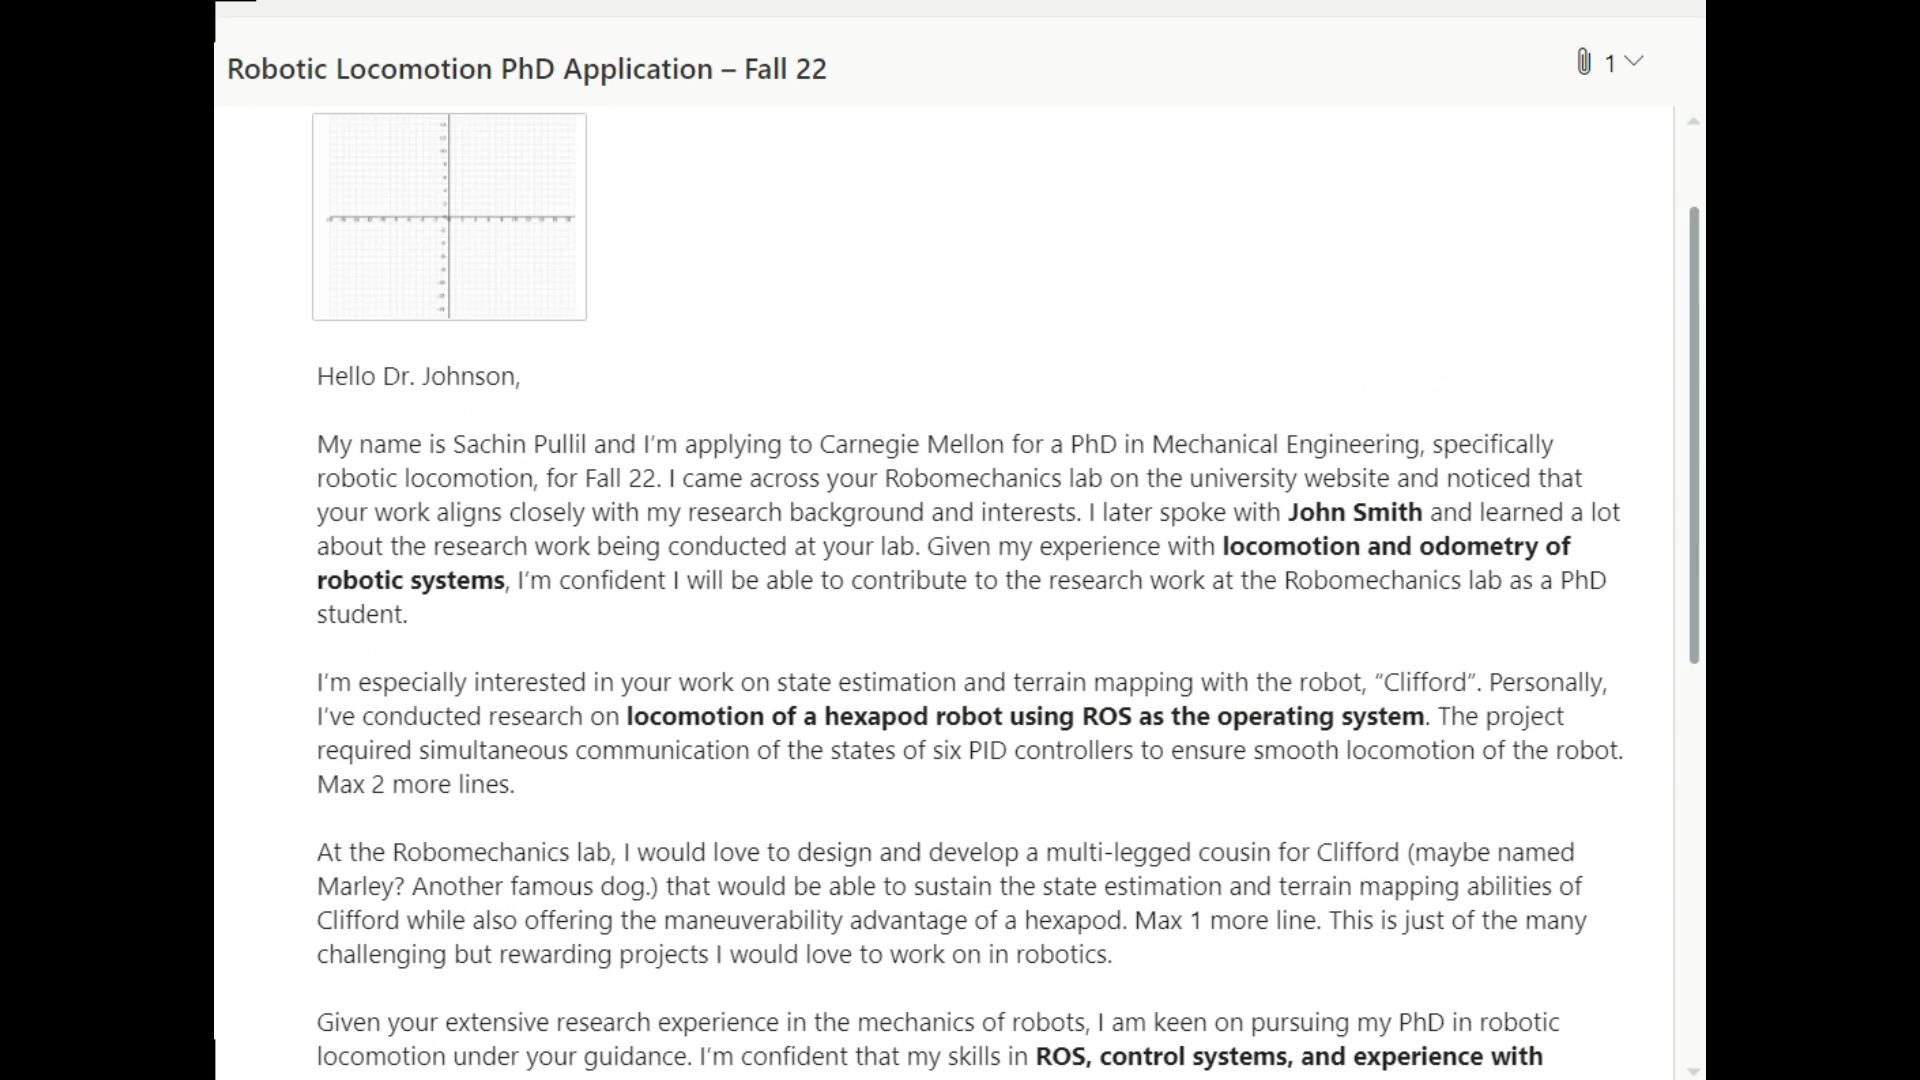 Robotic Locomotion PhD Application – Fall 22
1
Hello Dr. Johnson,
My name is Sachin Pullil and I'm applying to Carnegie Mellon for a PhD in Mechanical Engineering, specifically
robotic locomotion, for Fall 22. I came across your Robomechanics lab on the university website and noticed that
your work aligns closely with my research background and interests. I later spoke with John Smith and learned a lot
about the research work being conducted at your lab. Given my experience with locomotion and odometry of
robotic systems, I'm confident I will be able to contribute to the research work at the Robomechanics lab as a PhD
student.
I'm especially interested in your work on state estimation and terrain mapping with the robot, “Clifford”. Personally,
I've conducted research on locomotion of a hexapod robot using ROS as the operating system. The project
required simultaneous communication of the states of six PID controllers to ensure smooth locomotion of the robot.
Max 2 more lines.
At the Robomechanics lab, I would love to design and develop a multi-legged cousin for Clifford (maybe named
Marley? Another famous dog.) that would be able to sustain the state estimation and terrain mapping abilities of
Clifford while also offering the maneuverability advantage of a hexapod. Max 1 more line. This is just of the many
challenging but rewarding projects I would love to work on in robotics.
Given your extensive research experience in the mechanics of robots, I am keen on pursuing my PhD in robotic
locomotion under your guidance. I'm confident that my skills in ROS, control systems, and experience with